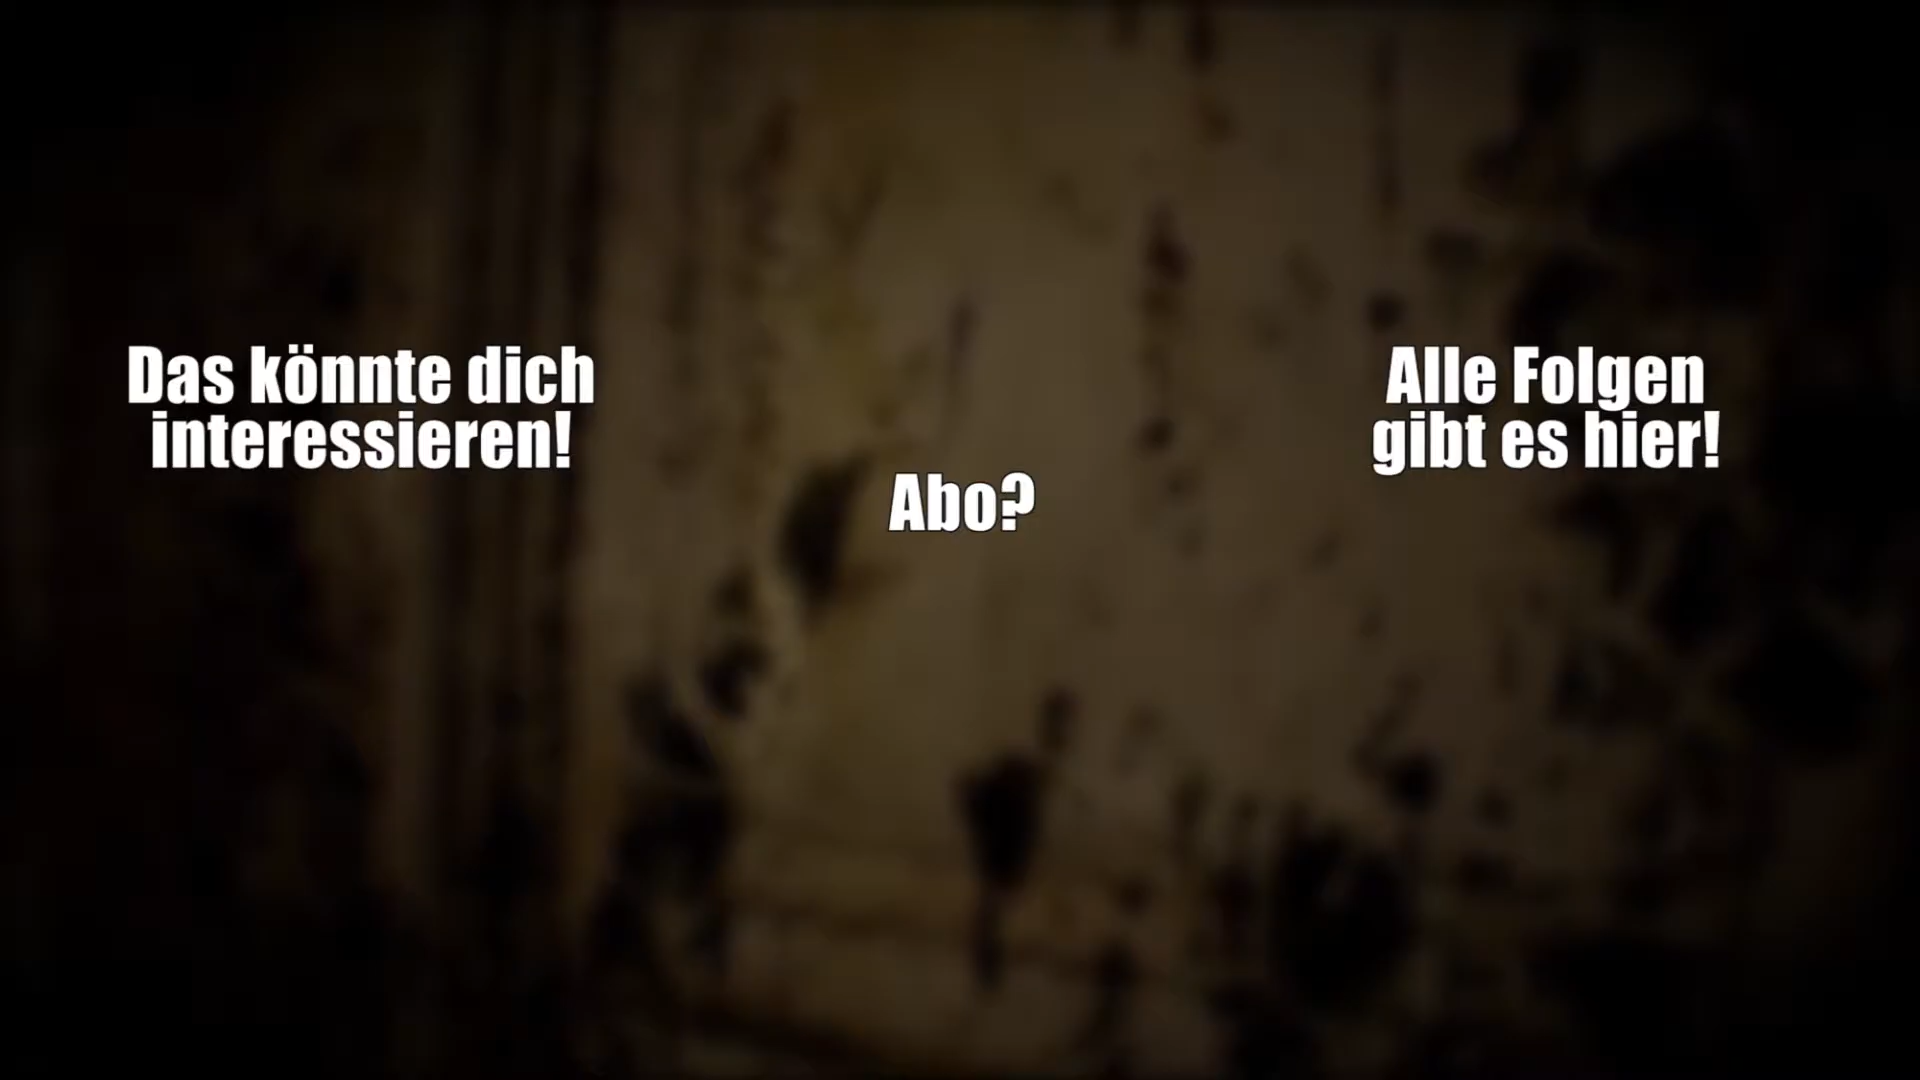 Das könnte dich
interessieren!
Abo?
Alle Folgen
gibt es hier!